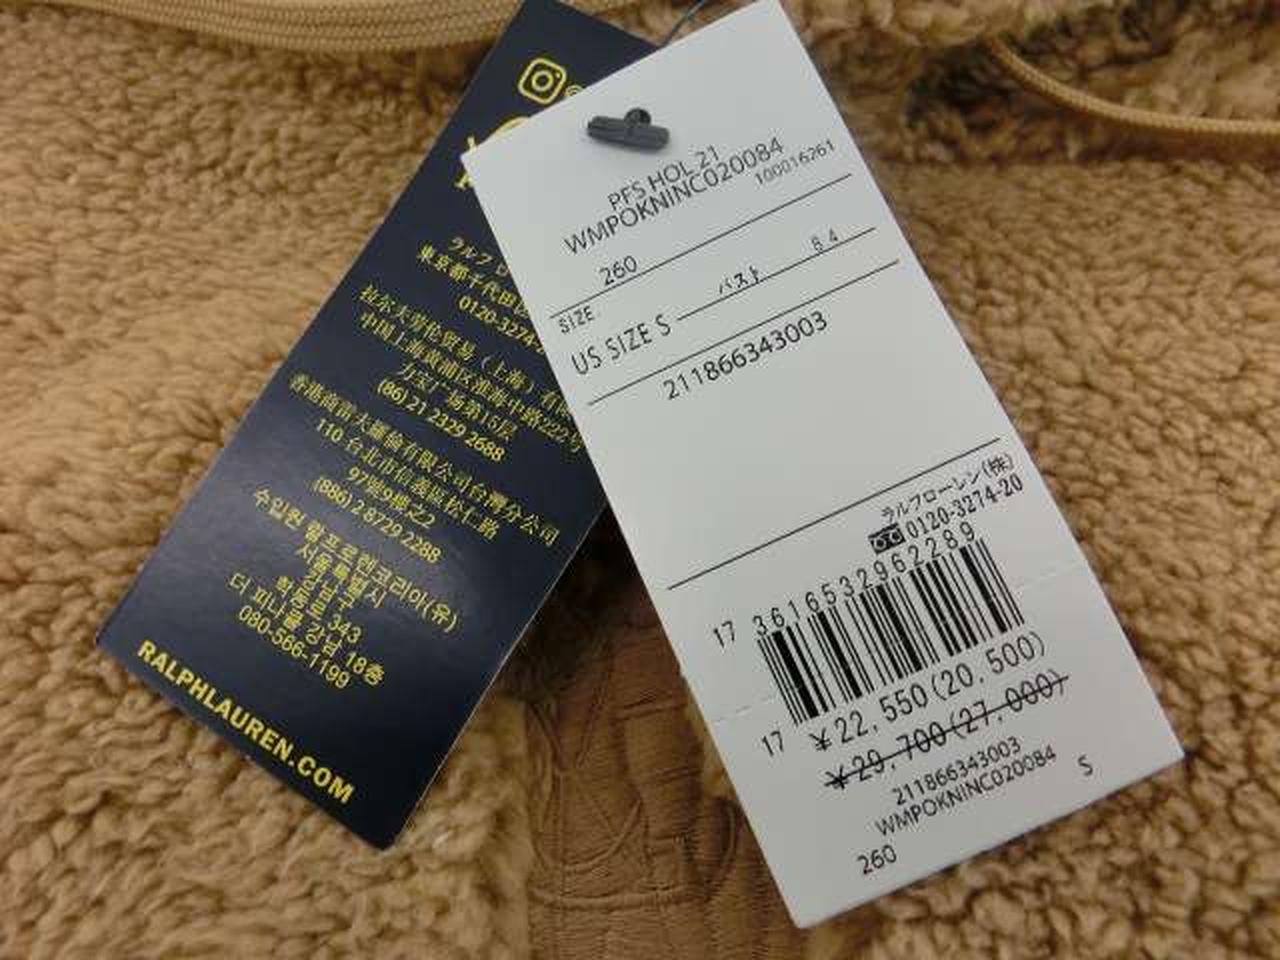 ラルフロ
東京都千代田区
0120-3274-2
拉尔夫劳伦贸易（上海）有限
中国上海黄浦区淮海中路222号
力宝广场第15层
(86) 21 2329 2688
香港商雷夫羅倫有限公司台灣分公司
110 台北市信義區松仁路
97號9樓之2
(886) 2 8729 2288
수입원 랄프로렌코리아(유)
서울특별시
강남구
학동로 343
더 피나클 강남 18층
080-566-1199
RALPHLAUREN.COM
PFS HOL 21
WMPOKNINC020084
100016261
260
SIZE
バスト 84
US SIZE S
211866343003
ラルフローレン(株)
0120-3274-20
17 3616532962289
17 ¥22,550(20,500)
¥29,700(27,000)
211866343003
WMPOKNINC020084
S
260